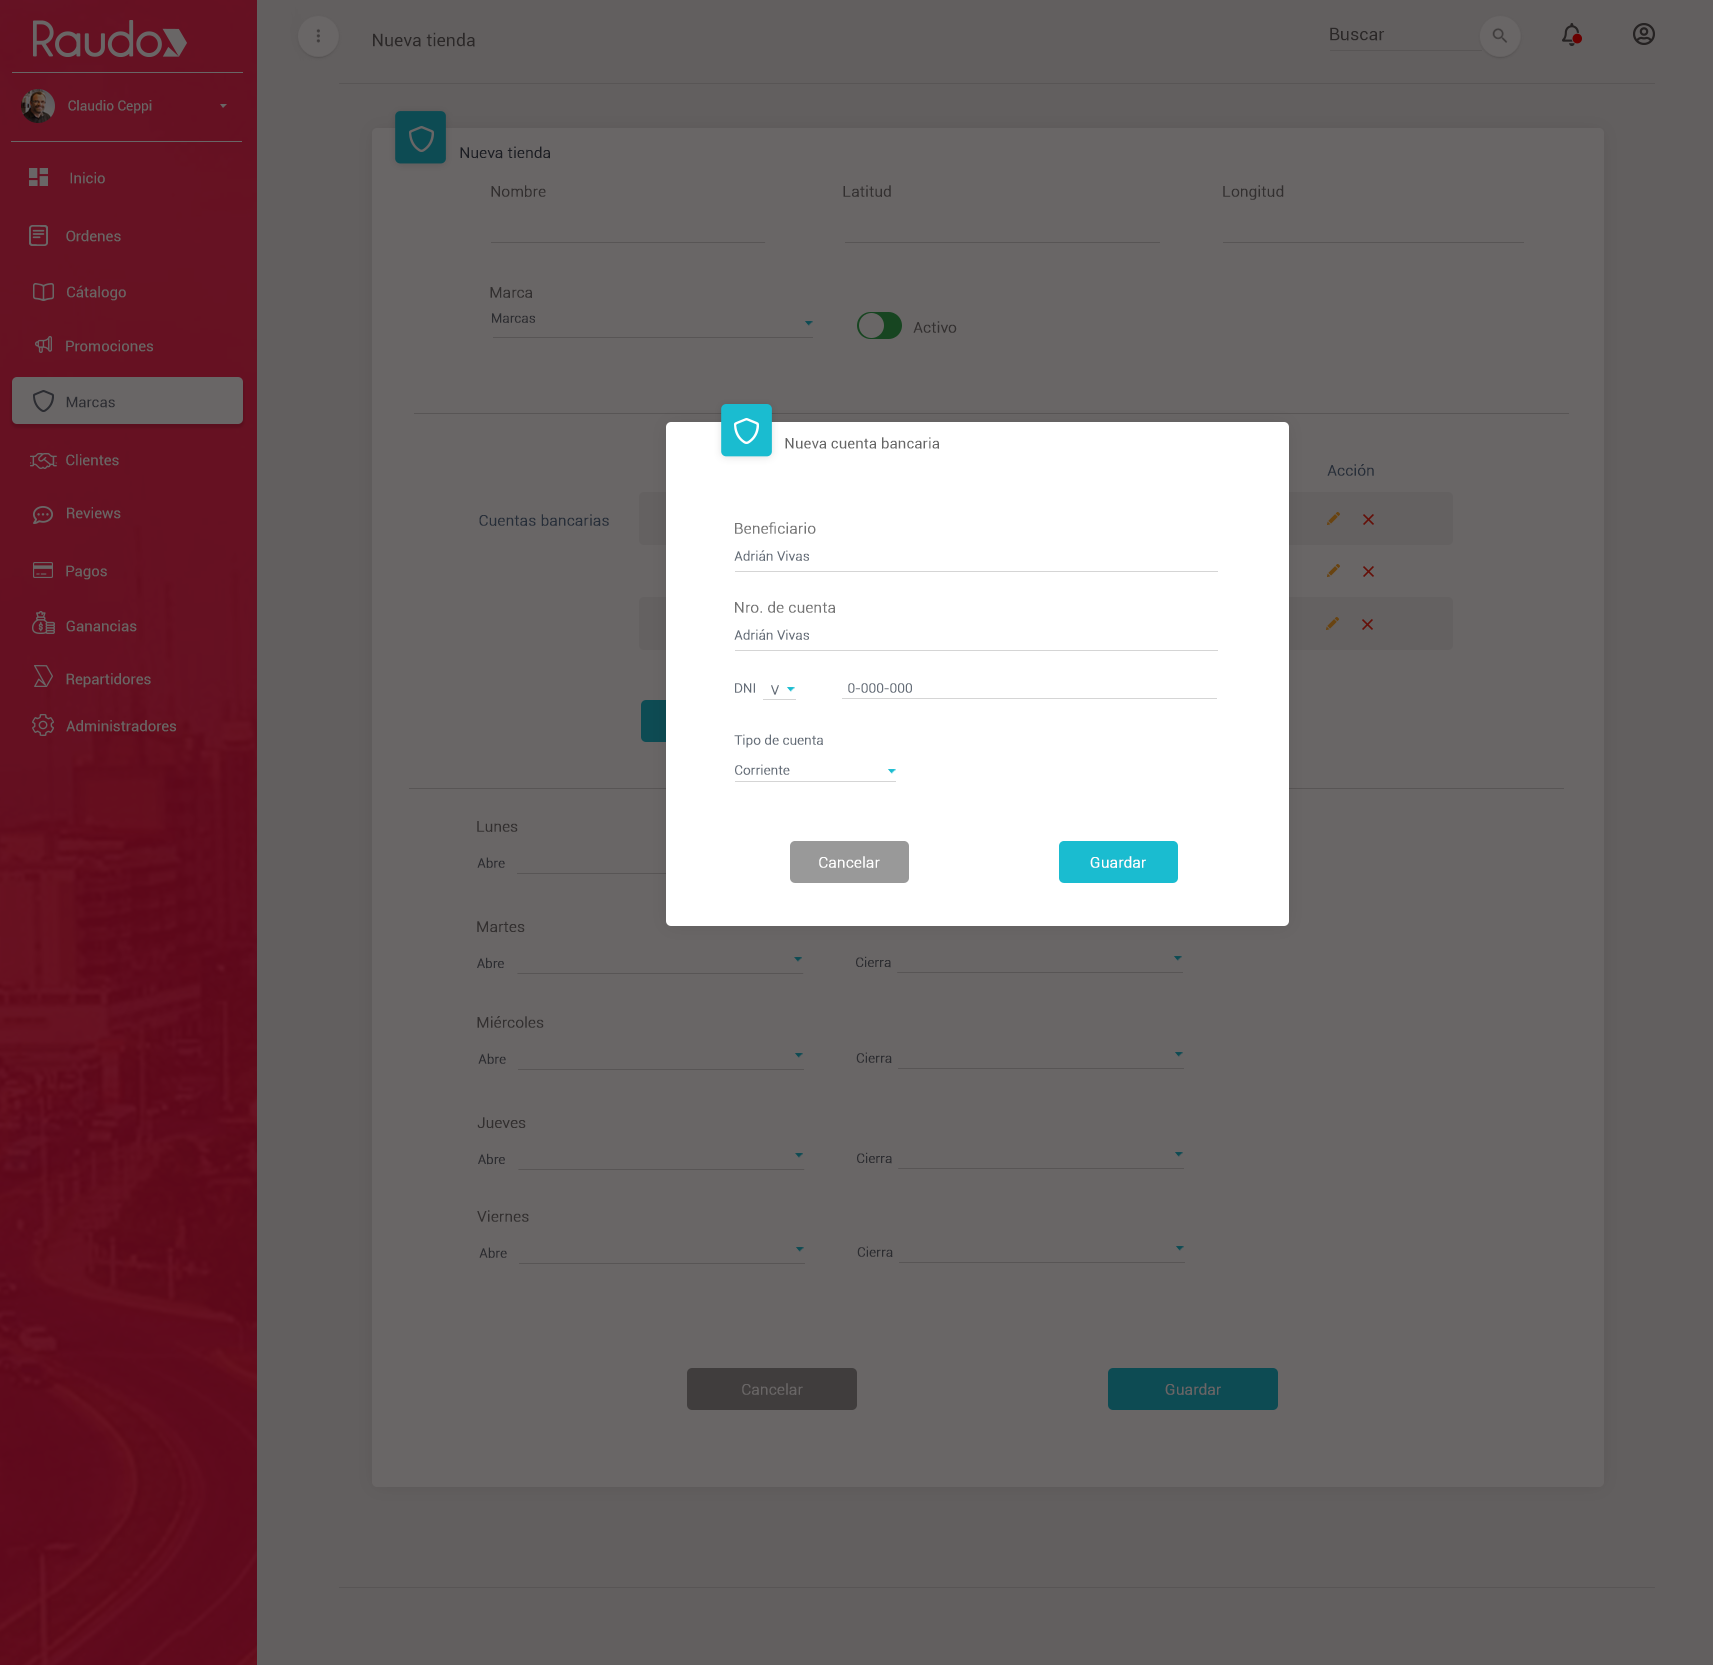 Raudo
Claudio Ceppi
Inicio
Ordenes
Cátalogo
Promociones
Marcas
Clientes
Reviews
Pagos
Ganancias
Repartidores
Administradores
Nueva tienda
Buscar
Nueva tienda
Nombre Latitud Longitud
Marca
Marcas
Activo
Acción
Cuentas bancarias
Nueva cuenta bancaria
Beneficiario
Adrián Vivas
Nro. de cuenta
Adrián Vivas
DNI V 0-000-000
Tipo de cuenta
Corriente
Cancelar Guardar
Lunes
Abre
Martes
Abre Cierra
Miércoles
Abre Cierra
Jueves
Abre Cierra
Viernes
Abre Cierra
Cancelar Guardar